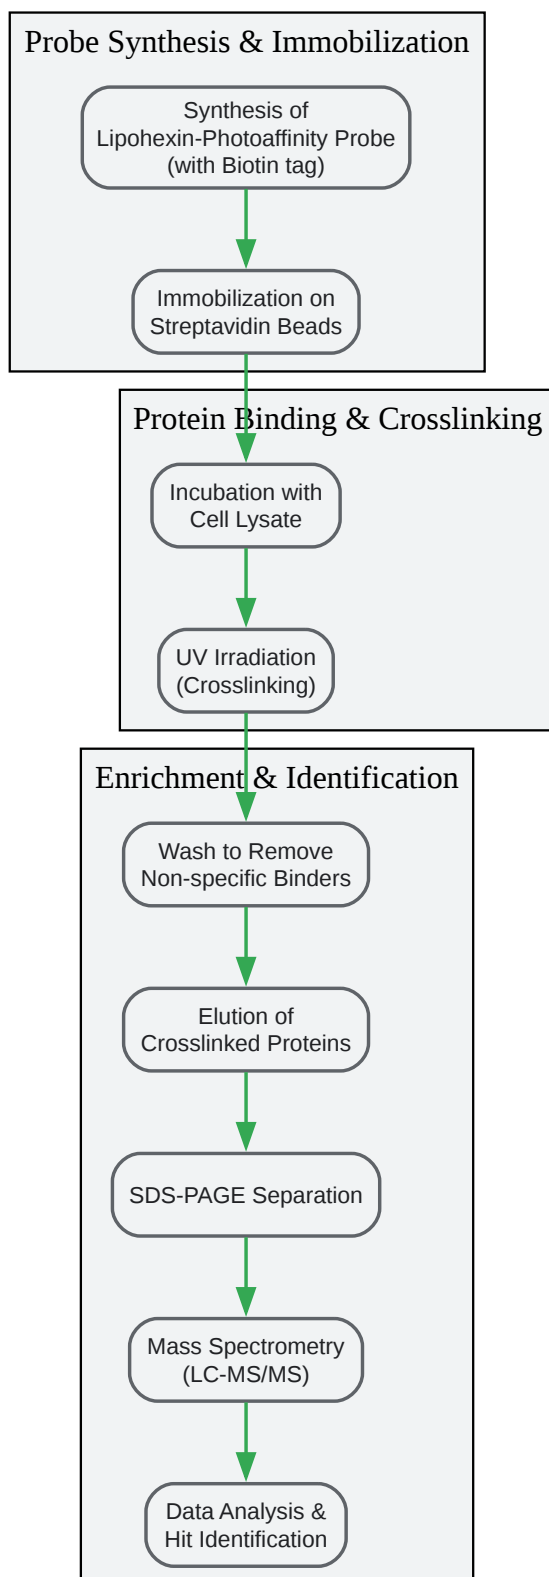 Probe Synthesis & Immobilization
Synthesis of
Lipohexin-Photoaffinity Probe
(with Biotin tag)
Immobilization on
Streptavidin Beads
Protein Binding & Crosslinking
Incubation with
Cell Lysate
UV Irradiation
(Crosslinking)
Enrichment & Identification
Wash to Remove
Non-specific Binders
Elution of
Crosslinked Proteins
SDS-PAGE Separation
Mass Spectrometry
(LC-MS/MS)
Data Analysis &
Hit Identification